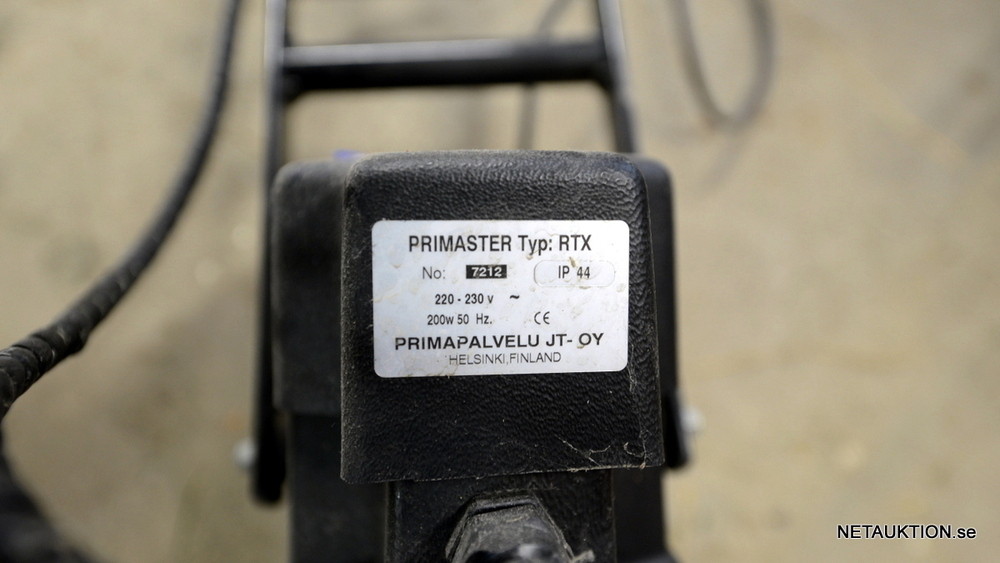 PRIMASTER Typ: RTX
No: 7212 IP 44
220 - 230 v ~
200w 50 Hz. CE
PRIMAPALVELU JT- OY
HELSINKI, FINLAND
NETAUKTION.se